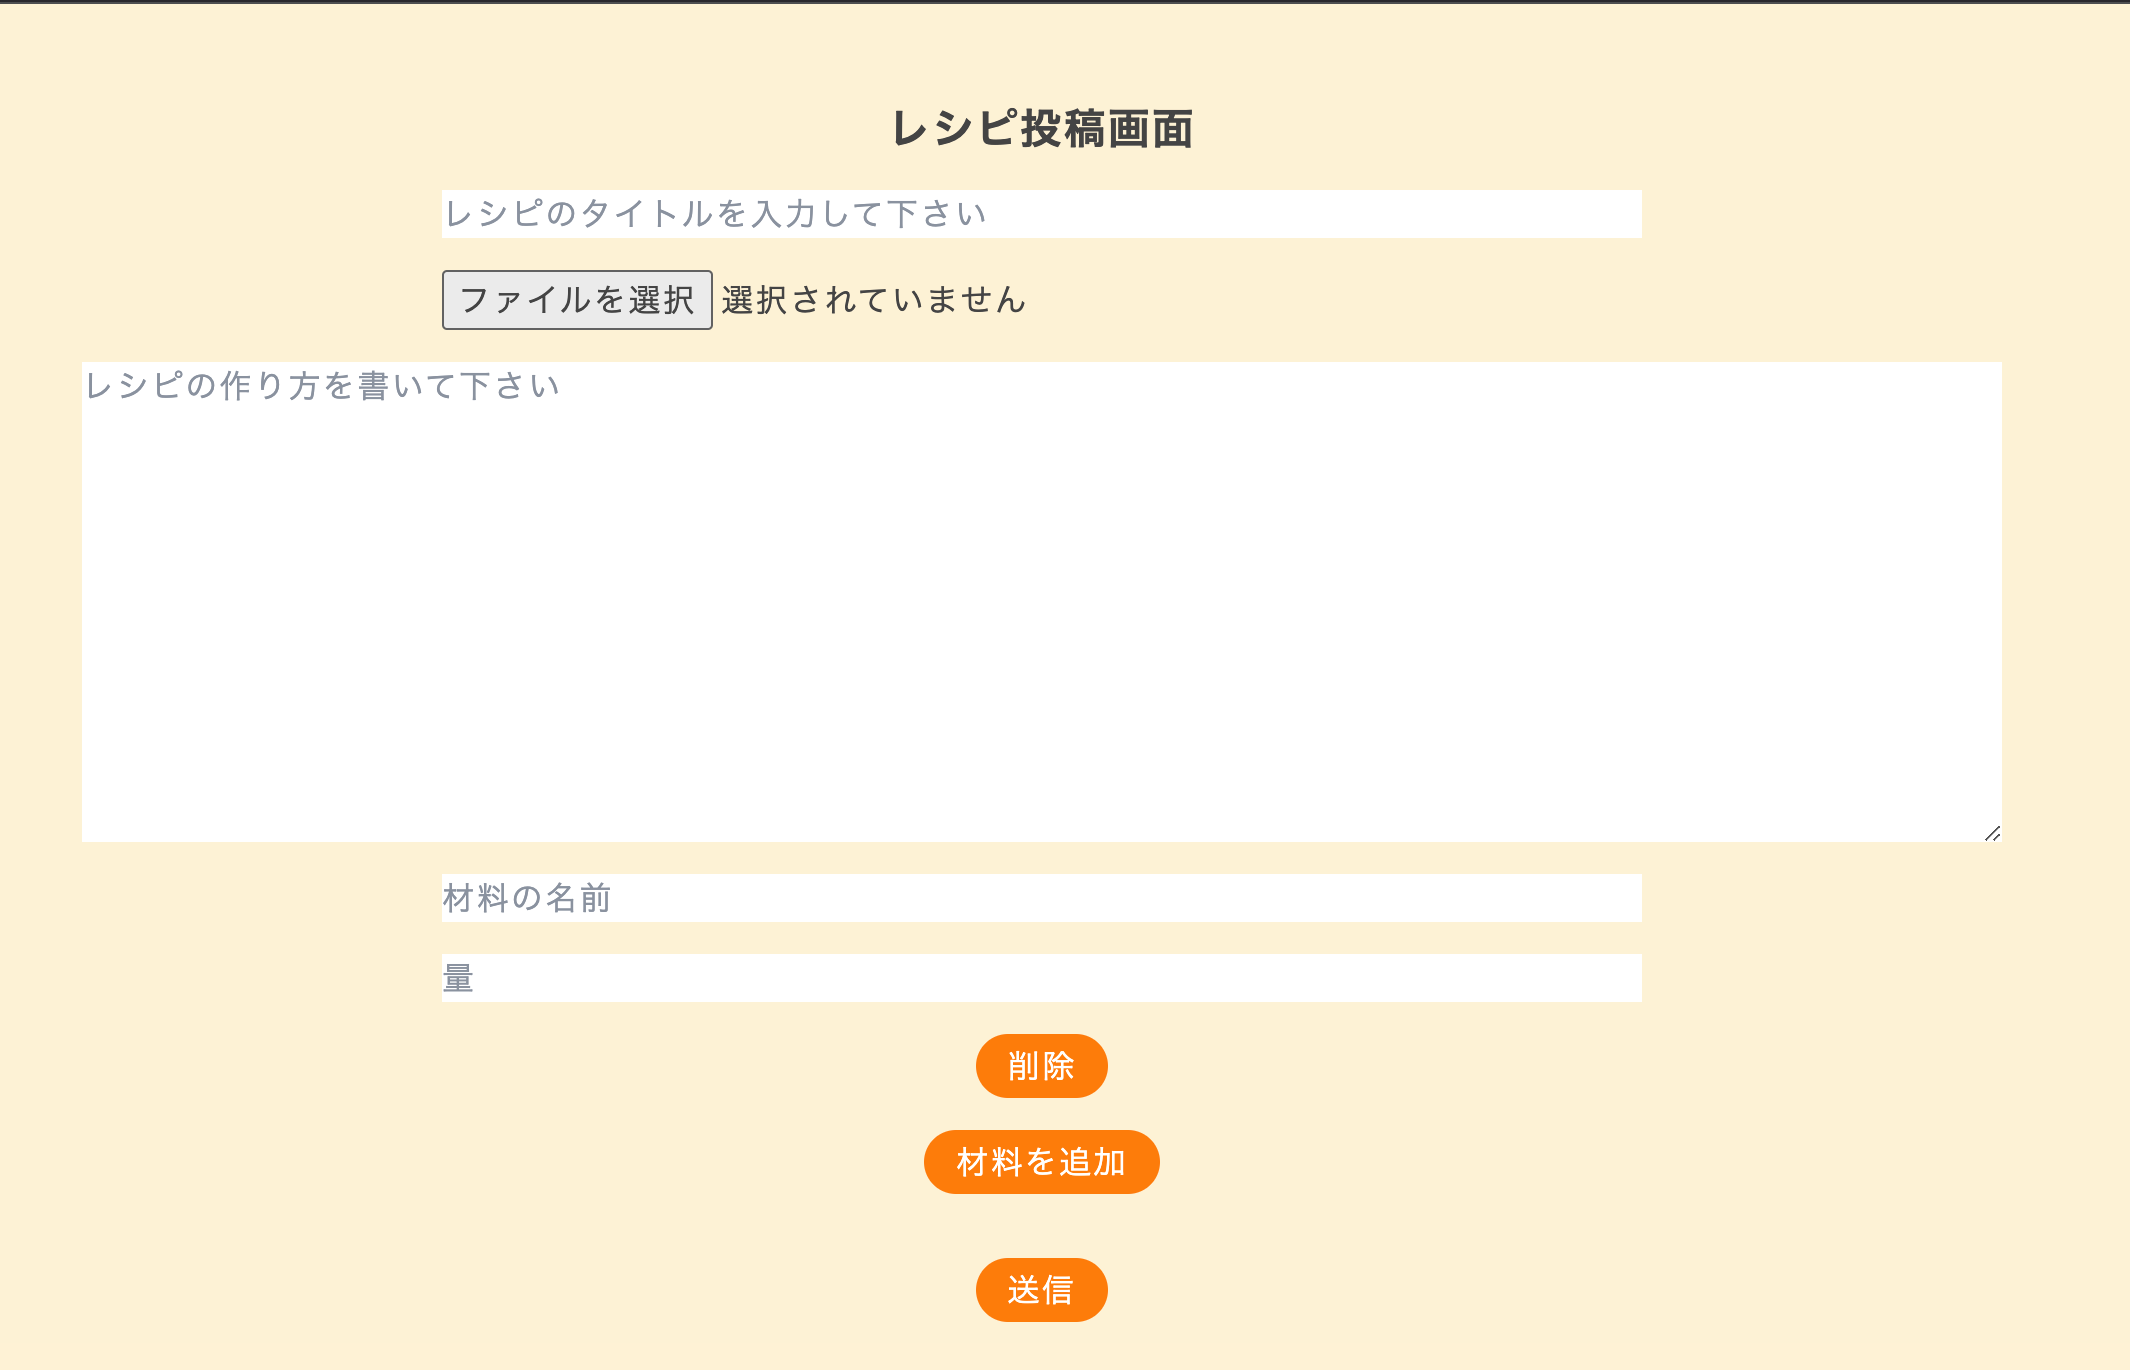 レシピ投稿画面
レシピのタイトルを入力して下さい
ファイルを選択 選択されていません
レシピの作り方を書いて下さい
材料の名前
量
削除
材料を追加
送信